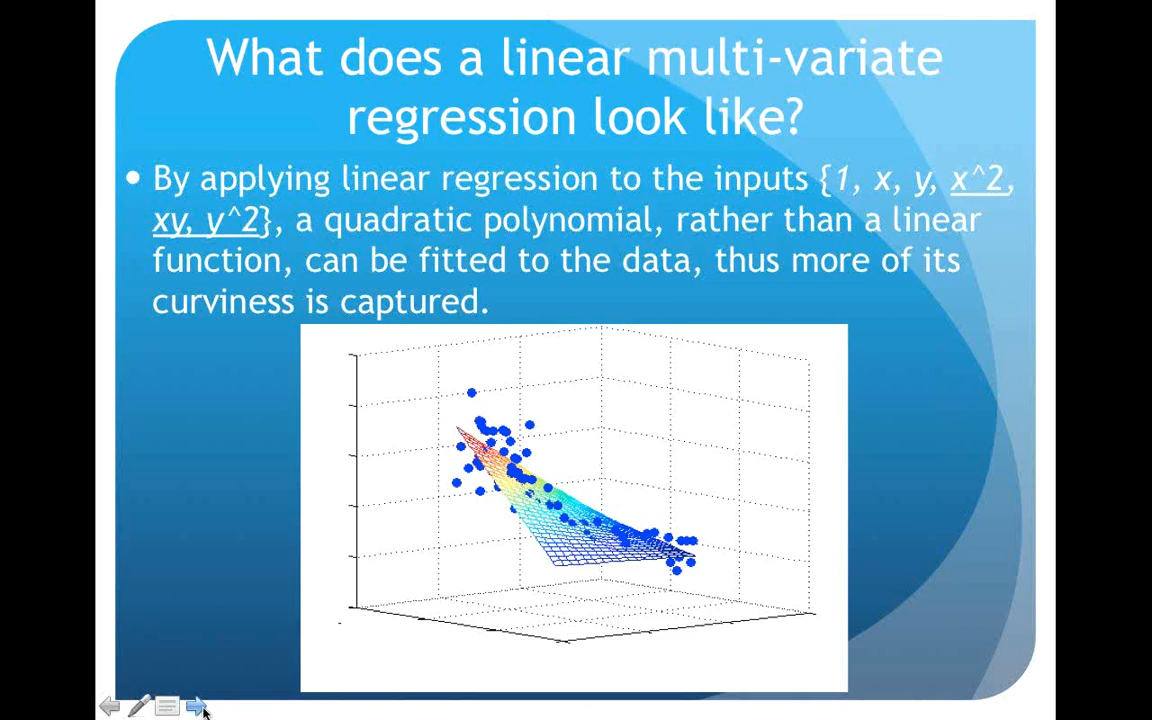 What does a linear multi-variate
regression look like?
• By applying linear regression to the inputs {1, x, y, x^2,
xy, y^2}, a quadratic polynomial, rather than a linear
function, can be fitted to the data, thus more of its
curviness is captured.